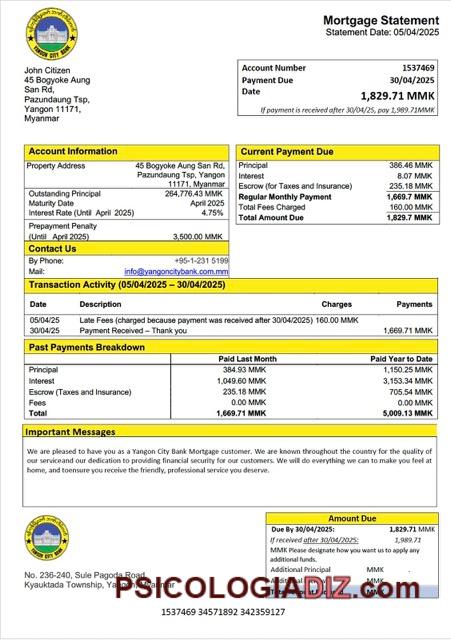 YANGON CITY BANK
Mortgage Statement
Statement Date: 05/04/2025
John Citizen
45 Bogyoke Aung
San Rd,
Pazundaung Tsp,
Yangon 11171,
Myanmar
Account Number 1537469
Payment Due 30/04/2025
Date 1,829.71 MMK
If payment is received after 30/04/25, pay 1,989.71MMK
Account Information
Property Address 45 Bogyoke Aung San Rd,
Pazundaung Tsp, Yangon
11171, Myanmar
Outstanding Principal 264,776.43 MMK
Maturity Date April 2025
Interest Rate (Until April 2025) 4.75%
Prepayment Penalty
(Until April 2025) 3,500.00 MMK
Contact Us
By Phone: +95-1-231 5199
Mail: info@yangoncitybank.com.mm
Current Payment Due
Principal 386.46 MMK
Interest 8.07 MMK
Escrow (for Taxes and Insurance) 235.18 MMK
Regular Monthly Payment 1,669.7 MMK
Total Fees Charged 160.00 MMK
Total Amount Due 1,829.7 MMK
Transaction Activity (05/04/2025 – 30/04/2025)
Date Description Charges Payments
05/04/25 Late Fees (charged because payment was received after 30/04/2025) 160.00 MMK
30/04/25 Payment Received – Thank you 1,669.71 MMK
Past Payments Breakdown
Paid Last Month Paid Year to Date
Principal 384.93 MMK 1,150.25 MMK
Interest 1,049.60 MMK 3,153.34 MMK
Escrow (Taxes and Insurance) 235.18 MMK 705.54 MMK
Fees 0.00 MMK 0.00 MMK
Total 1,669.71 MMK 5,009.13 MMK
Important Messages
We are pleased to have you as a Yangon City Bank Mortgage customer. We are known throughout the country for the quality of
our serviceand our dedication to providing financial security for our customers. We will do everything we can to make you feel at
home, and toensure you receive the friendly, professional service you deserve.
YANGON CITY BANK
No. 236-240, Sule Pagoda Road,
Kyauktada Township, Yangon, Myanmar
Amount Due
Due By 30/04/2025: 1,829.71 MMK
If received after 30/04/2025: 1,989.71
MMK Please designate how you want us to apply any
additional funds.
Additional Principal MMK
PSICOLOGIADIZ.com
1537469 34571892 342359127